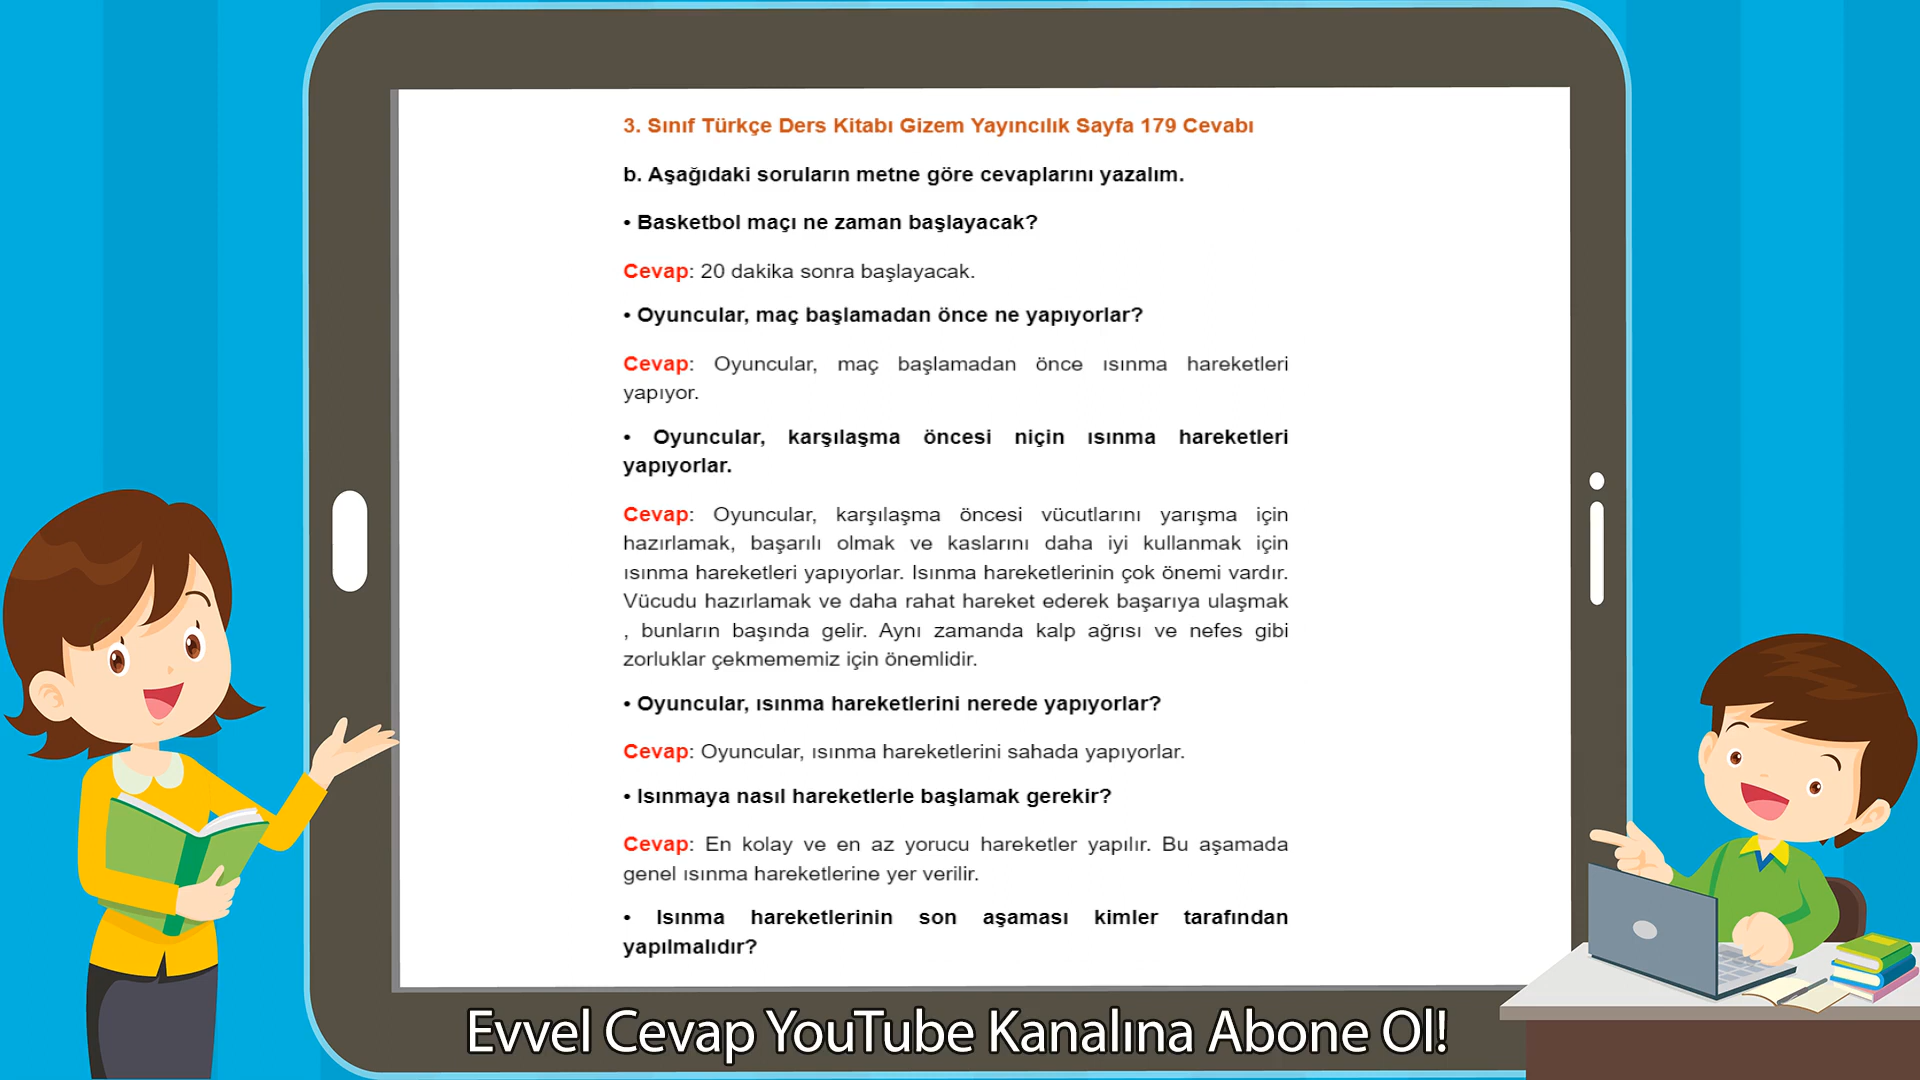 3. Sınıf Türkçe Ders Kitabı Gizem Yayıncılık Sayfa 179 Cevabı
b. Aşağıdaki soruların metne göre cevaplarını yazalım.
• Basketbol maçı ne zaman başlayacak?
Cevap: 20 dakika sonra başlayacak.
• Oyuncular, maç başlamadan önce ne yapıyorlar?
Cevap: Oyuncular, maç başlamadan önce ısınma hareketleri
yapıyor.
• Oyuncular, karşılaşma öncesi niçin ısınma hareketleri
yapıyorlar.
Cevap: Oyuncular, karşılaşma öncesi vücutlarını yarışma için
hazırlamak, başarılı olmak ve kaslarını daha iyi kullanmak için
ısınma hareketleri yapıyorlar. Isınma hareketlerinin çok önemi vardır.
Vücudu hazırlamak ve daha rahat hareket ederek başarıya ulaşmak
, bunların başında gelir. Aynı zamanda kalp ağrısı ve nefes gibi
zorluklar çekmememiz için önemlidir.
• Oyuncular, ısınma hareketlerini nerede yapıyorlar?
Cevap: Oyuncular, ısınma hareketlerini sahada yapıyorlar.
• Isınmaya nasıl hareketlerle başlamak gerekir?
Cevap: En kolay ve en az yorucu hareketler yapılır. Bu aşamada
genel ısınma hareketlerine yer verilir.
• Isınma hareketlerinin son aşaması kimler tarafından
yapılmalıdır?
Evvel Cevap YouTube Kanalına Abone Ol!